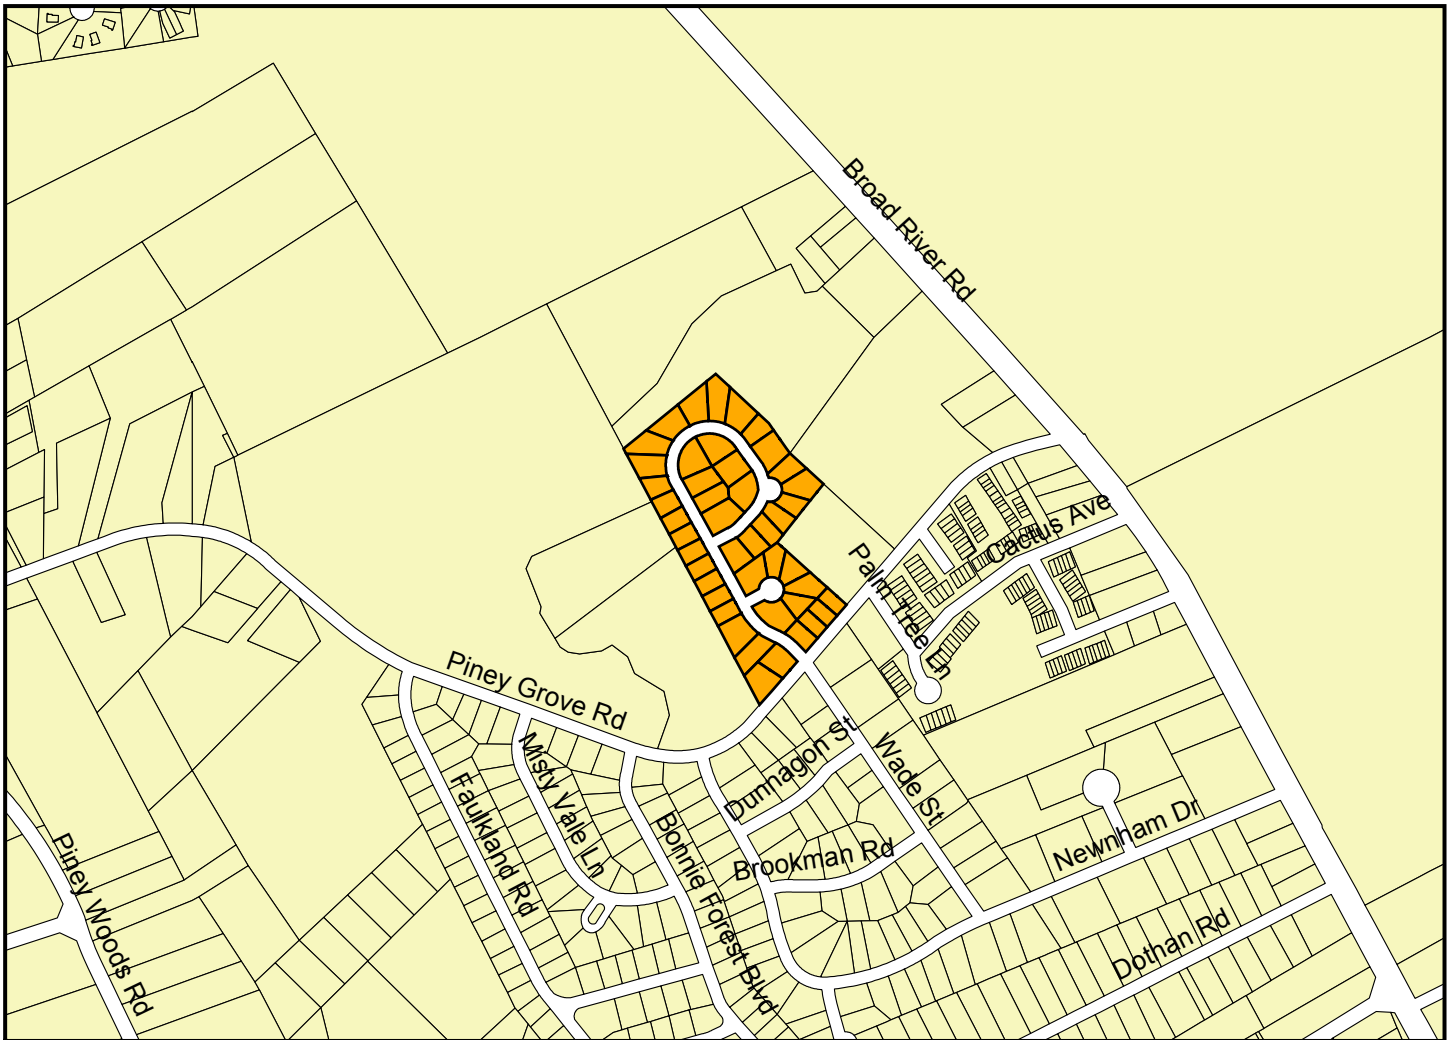 Broad River Rd
Cactus Ave
Palm Tree Ln
Piney Grove Rd
Dunnagon St
Wade St
Misty Vale Ln
Faulkland Rd
Bonnie Forest Blvd
Brookman Rd
Newnham Dr
Piney Woods Rd
Dothan Rd